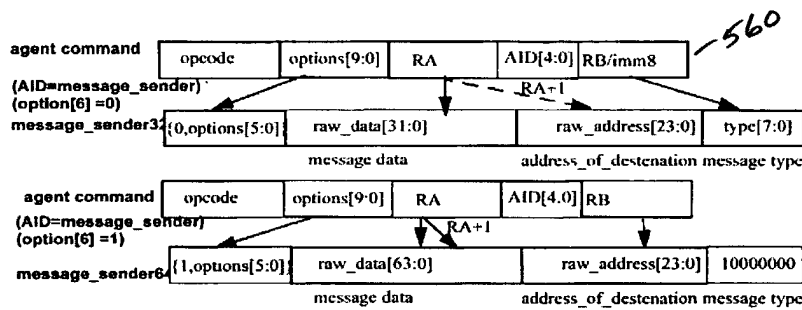 560
agent command opcode options[9:0] RA AID[4:0] RB/imm8
(AID=message_sender)
(option[6] =0) RA+1
message_sender32 {0,options[5:0]} raw_data[31:0] raw_address[23:0] type[7:0]
message data address_of_destenation message type
agent command opcode options[9:0] RA AID[4:0] RB
(AID=message_sender) RA+1
(option[6] =1)
message_sender64 {1,options[5:0]} raw_data[63:0] raw_address[23:0] 10000000
message data address_of_destenation message type